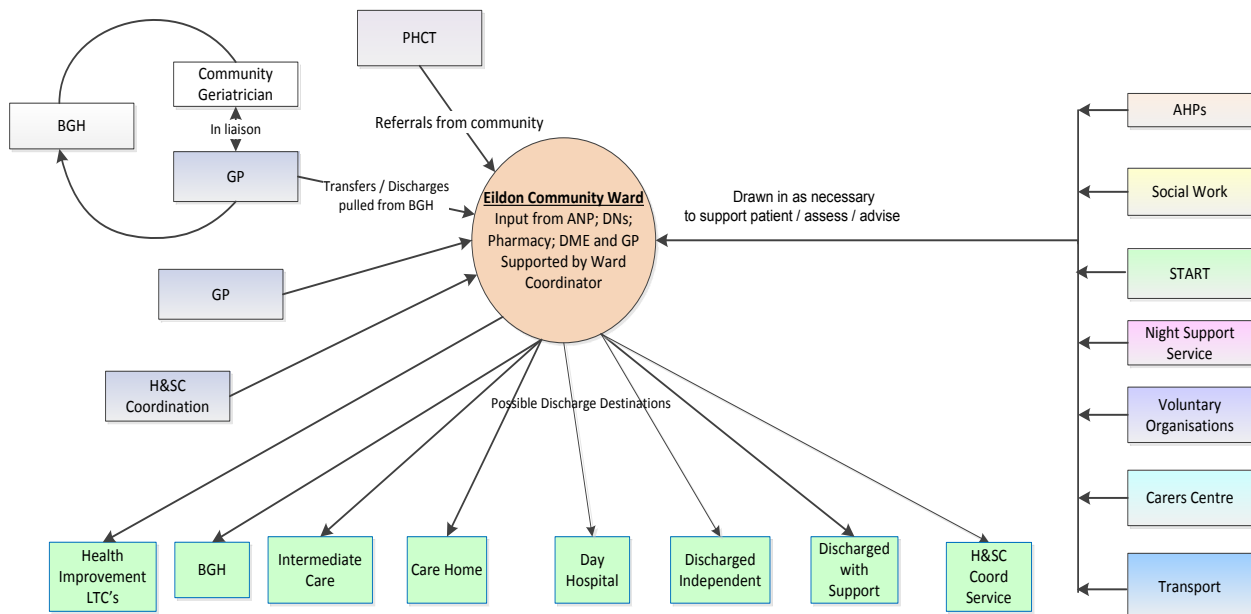 PHCT
Community
Geriatrician
BGH
In liaison
GP
Referrals from community
Transfers / Discharges
pulled from BGH
Eildon Community Ward
Input from ANP; DNs;
Pharmacy; DME and GP
Supported by Ward
Coordinator
Drawn in as necessary
to support patient / assess / advise
GP
H&SC
Coordination
Possible Discharge Destinations
AHPs
Social Work
START
Night Support
Service
Voluntary
Organisations
Carers Centre
Transport
Health
Improvement
LTC's
BGH
Intermediate
Care
Care Home
Day
Hospital
Discharged
Independent
Discharged
with
Support
H&SC
Coord
Service